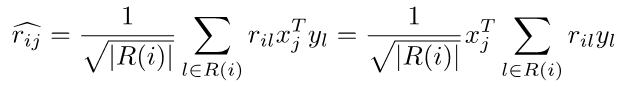 $\widehat{r_{ij}} = \frac{1}{\sqrt{|R(i)|}} \sum_{l \in R(i)} r_{il} x_j^T y_l = \frac{1}{\sqrt{|R(i)|}} x_j^T \sum_{l \in R(i)} r_{il} y_l$